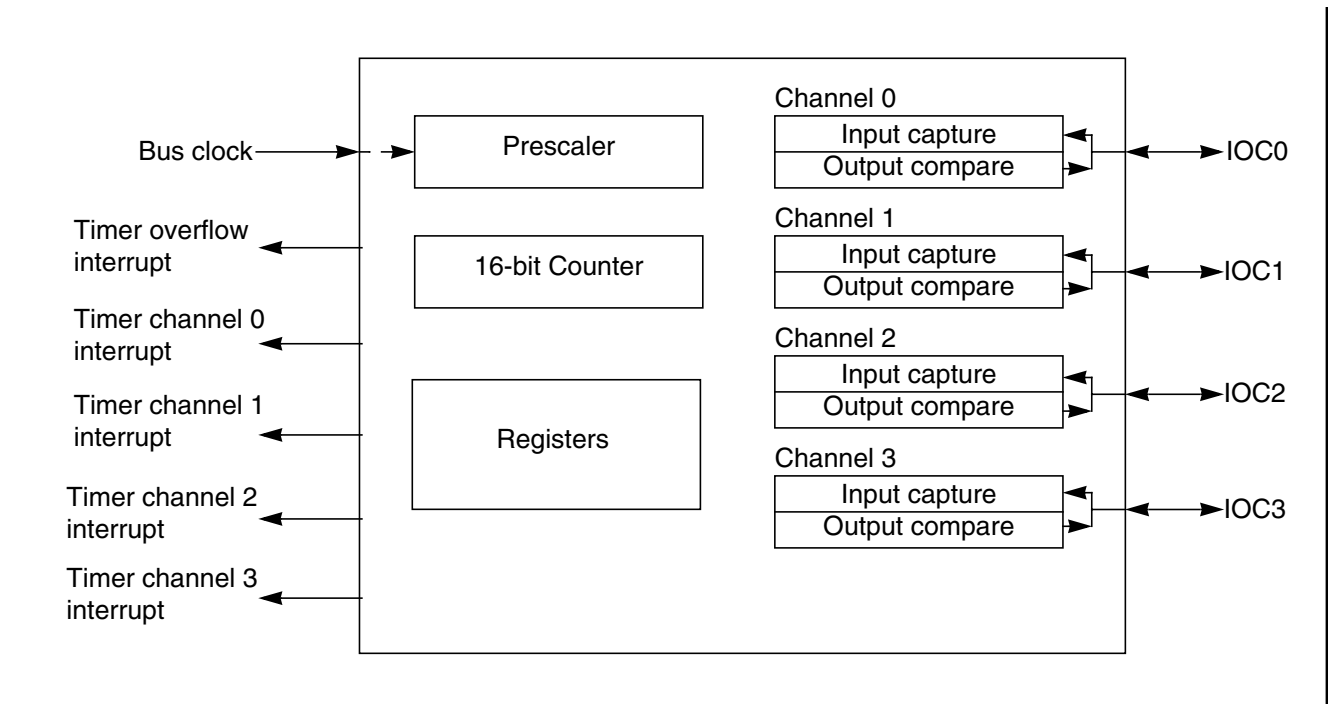 Bus clock
Timer overflow
interrupt
Timer channel 0
interrupt
Timer channel 1
interrupt
Timer channel 2
interrupt
Timer channel 3
interrupt
Prescaler
16-bit Counter
Registers
Channel 0
Input capture
Output compare
Channel 1
Input capture
Output compare
Channel 2
Input capture
Output compare
Channel 3
Input capture
Output compare
IOC0
IOC1
IOC2
IOC3